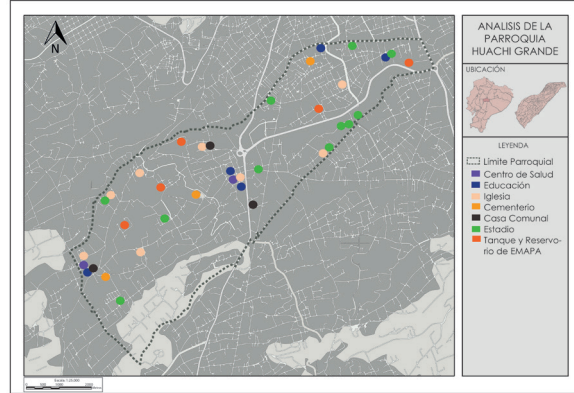 ANALISIS DE LA
PARROQUIA
HUACHI GRANDE
UBICACIÓN
LEYENDA
Límite Parroquial
Centro de Salud
Educación
Iglesia
Cementerio
Casa Comunal
Estadio
Tanque y Reservo-
rio de EMAPA
N